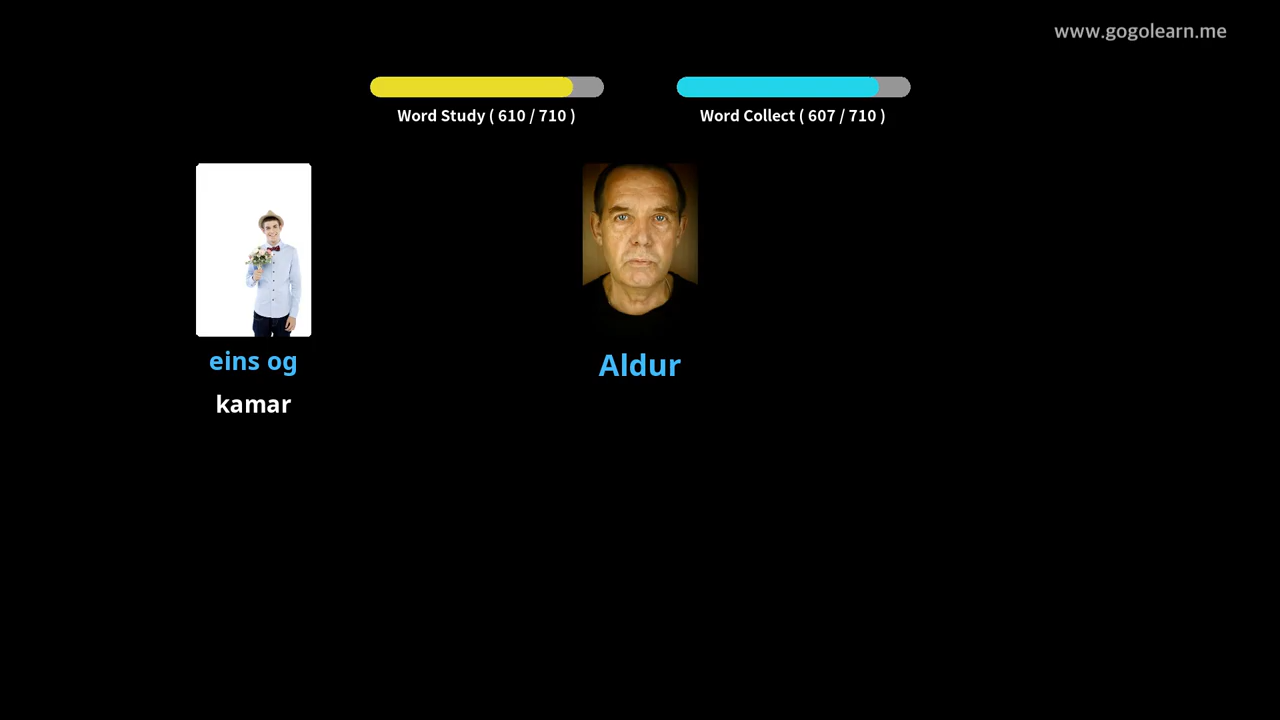 www.gogolearn.me
Word Study ( 610 / 710 )
Word Collect ( 607 / 710 )
eins og
kamar
Aldur